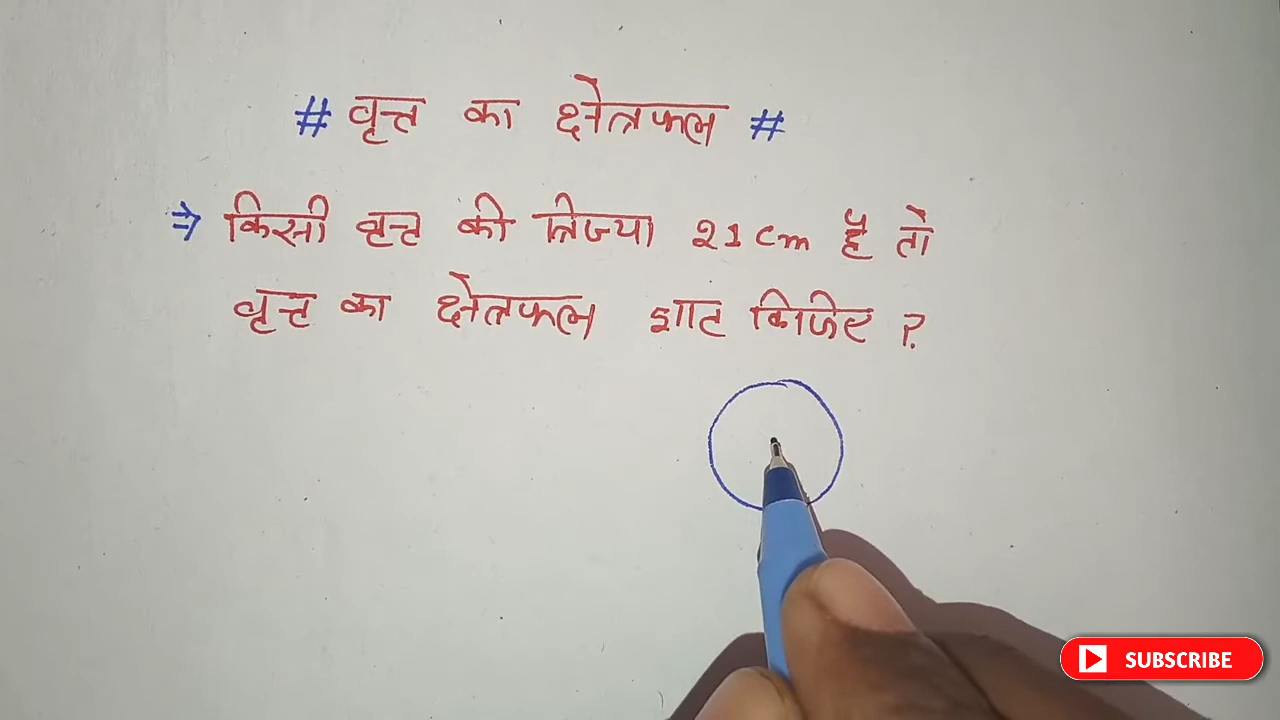 # वृत्त का क्षेत्रफल #
⇒ किसी वृत्त की त्रिज्या 21 cm है तो
वृत्त का क्षेत्रफल ज्ञात किजिए ?
SUBSCRIBE